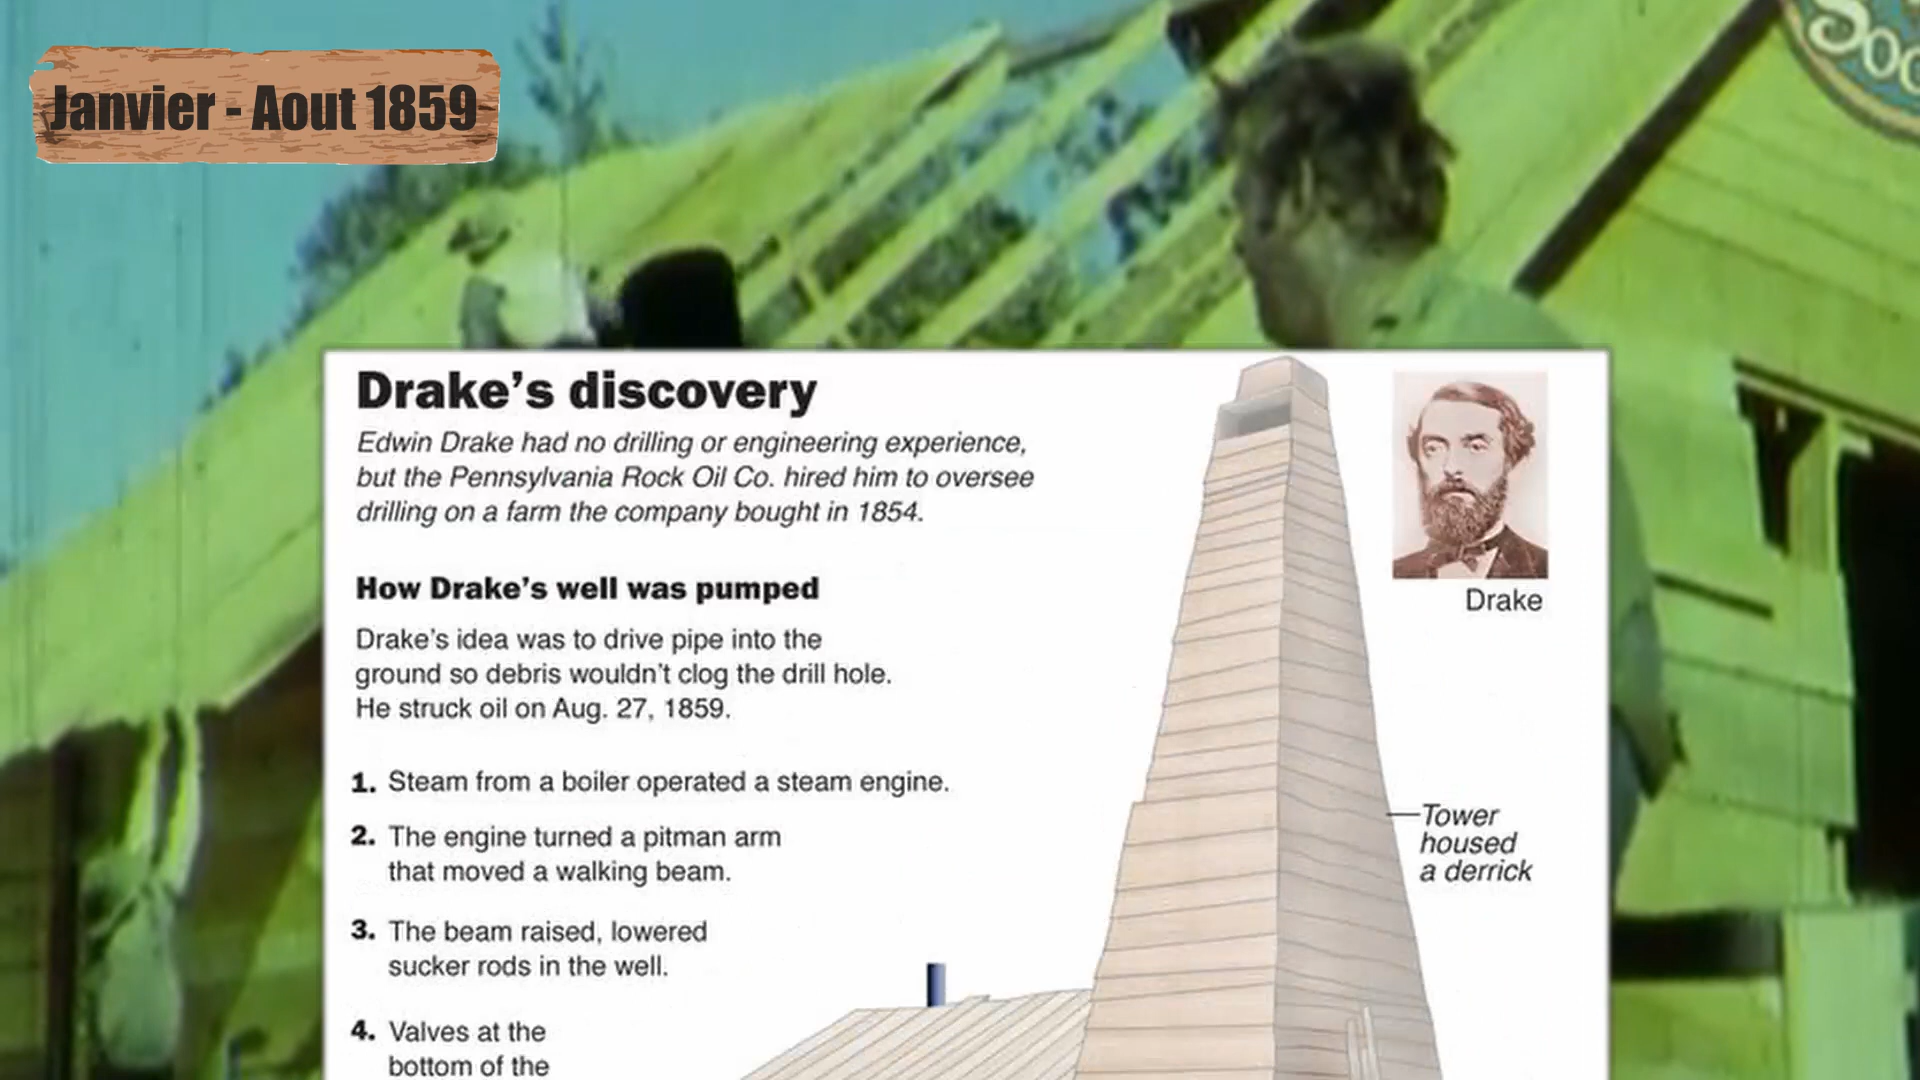 Janvier - Aout 1859
Drake's discovery
Edwin Drake had no drilling or engineering experience,
but the Pennsylvania Rock Oil Co. hired him to oversee
drilling on a farm the company bought in 1854.
How Drake's well was pumped
Drake's idea was to drive pipe into the
ground so debris wouldn't clog the drill hole.
He struck oil on Aug. 27, 1859.
1. Steam from a boiler operated a steam engine.
2. The engine turned a pitman arm
that moved a walking beam.
3. The beam raised, lowered
sucker rods in the well.
4. Valves at the
bottom of the
Drake
Tower
housed
a derrick